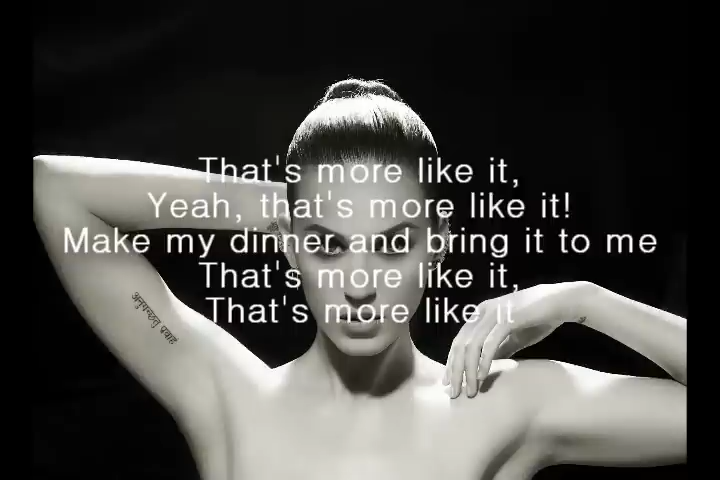 That's more like it,
Yeah, that's more like it!
Make my dinner and bring it to me
That's more like it,
That's more like it